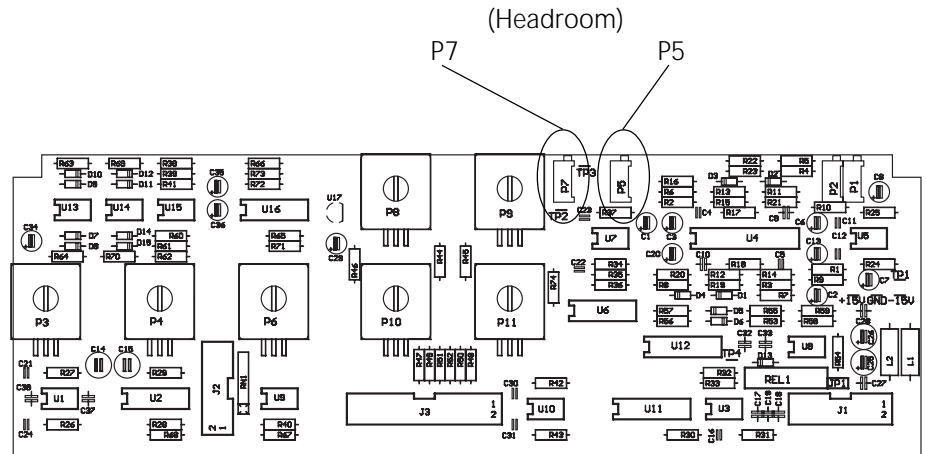 (Headroom)
P7 P5
R63 R68 R38 R66 R22 R5
D10 D12 R39 R73 R23 R4
D9 D11 R41 R72 C35 P7 TP3 P5 R16 D3 D2 P2 P1 C8
U13 U14 U15 C36 U16 U17 P8 P9 TP2 C23 R37 R6 R13 R11
R2 C4 R15 R17 R21 C9 R10 C11 R25
C34 D7 D14 R60 R65 C28 U7 C1 C3 U4 C6 C12 U5
D8 D15 R61 R71
R64 R70 R62 R46 R44 R45 C22 R34 C20 C10 R18 C5 C13 R1 R24
R35 R20 R12 R14 R9 C7 TP1
R74 R36 R8 R19 R3
D4 D1 R7 C2 +15V GND -15V
P3 P4 P6 P10 P11 U6 R57 D5 R55 R59
R56 D6 R53 R58
C14 C15 U12 C32 C33 U8 L2 L1
C21 R27 R29 J2 RN1 R47 R49 R51 R52 R50 R48 TP4 D13 R54
C30 R42 R32 REL1 JP1 C27
C38 U1 C37 U2 U9 J3 1 2 U10 R33 U11 U3 C17 C19 C18 J1 1 2
C24 R26 R28 R40 C31 R43 R30 C16 R31
R68 2 1 R67